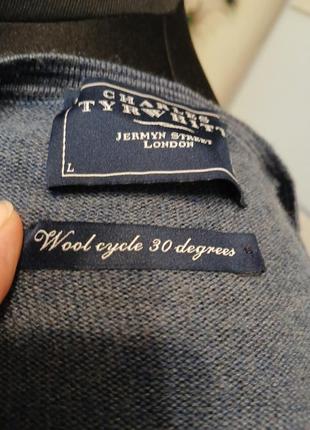 CHARLES
TYRWHITT
JERMYN STREET
LONDON
L
Wool cycle 30 degrees